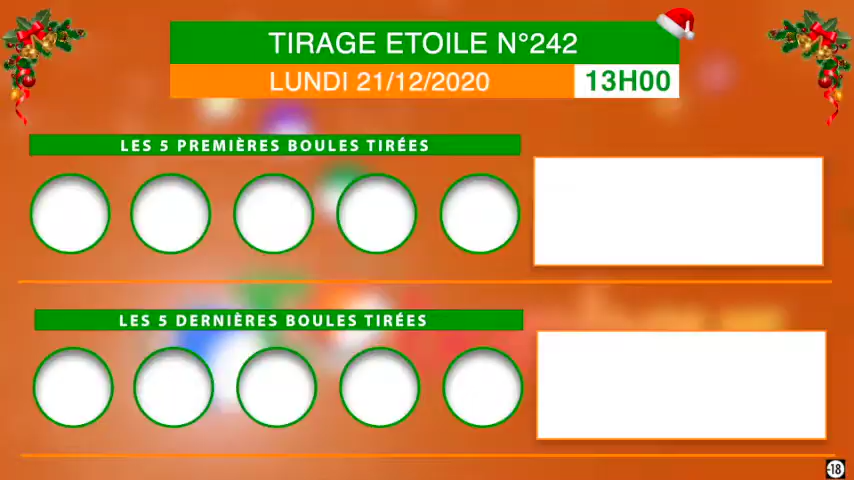 TIRAGE ETOILE N°242
LUNDI 21/12/2020
13H00
LES 5 PREMIÈRES BOULES TIRÉES
LES 5 DERNIÈRES BOULES TIRÉES
-18